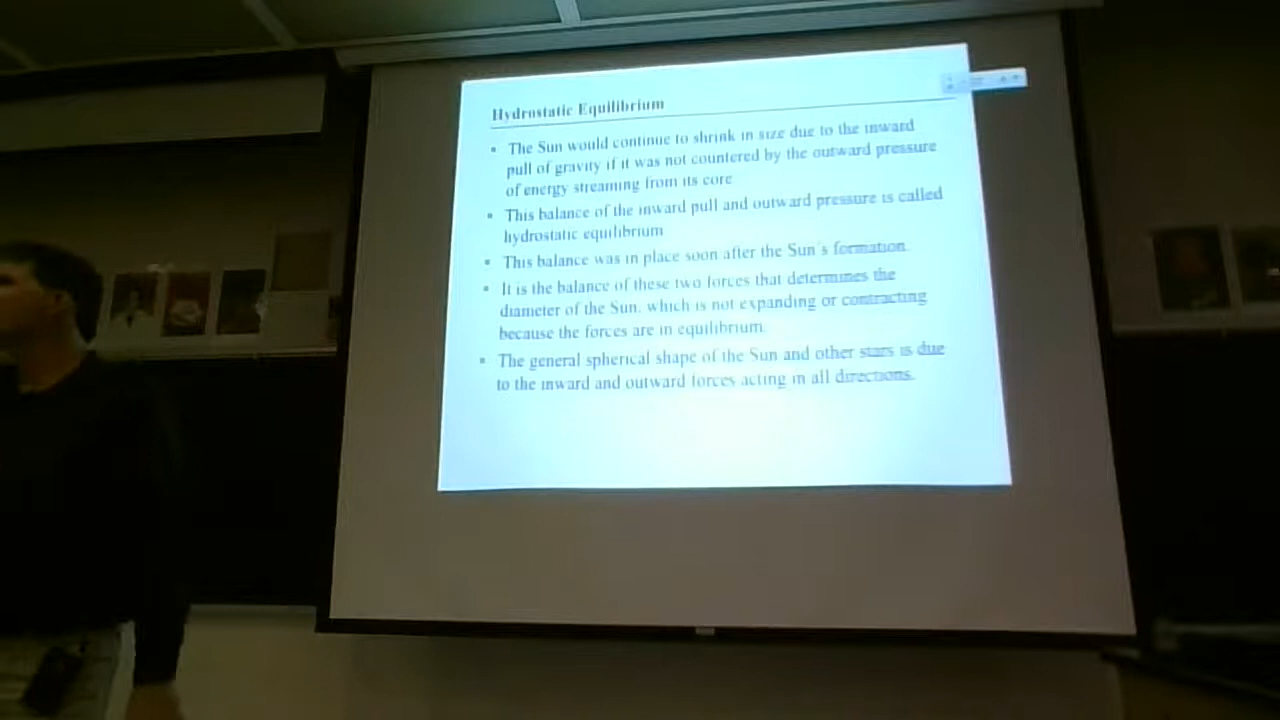 Hydrostatic Equilibrium
▪ The Sun would continue to shrink in size due to the inward
pull of gravity if it was not countered by the outward pressure
of energy streaming from its core
▪ This balance of the inward pull and outward pressure is called
hydrostatic equilibrium
▪ This balance was in place soon after the Sun's formation.
▪ It is the balance of these two forces that determines the
diameter of the Sun, which is not expanding or contracting
because the forces are in equilibrium.
▪ The general spherical shape of the Sun and other stars is due
to the inward and outward forces acting in all directions.